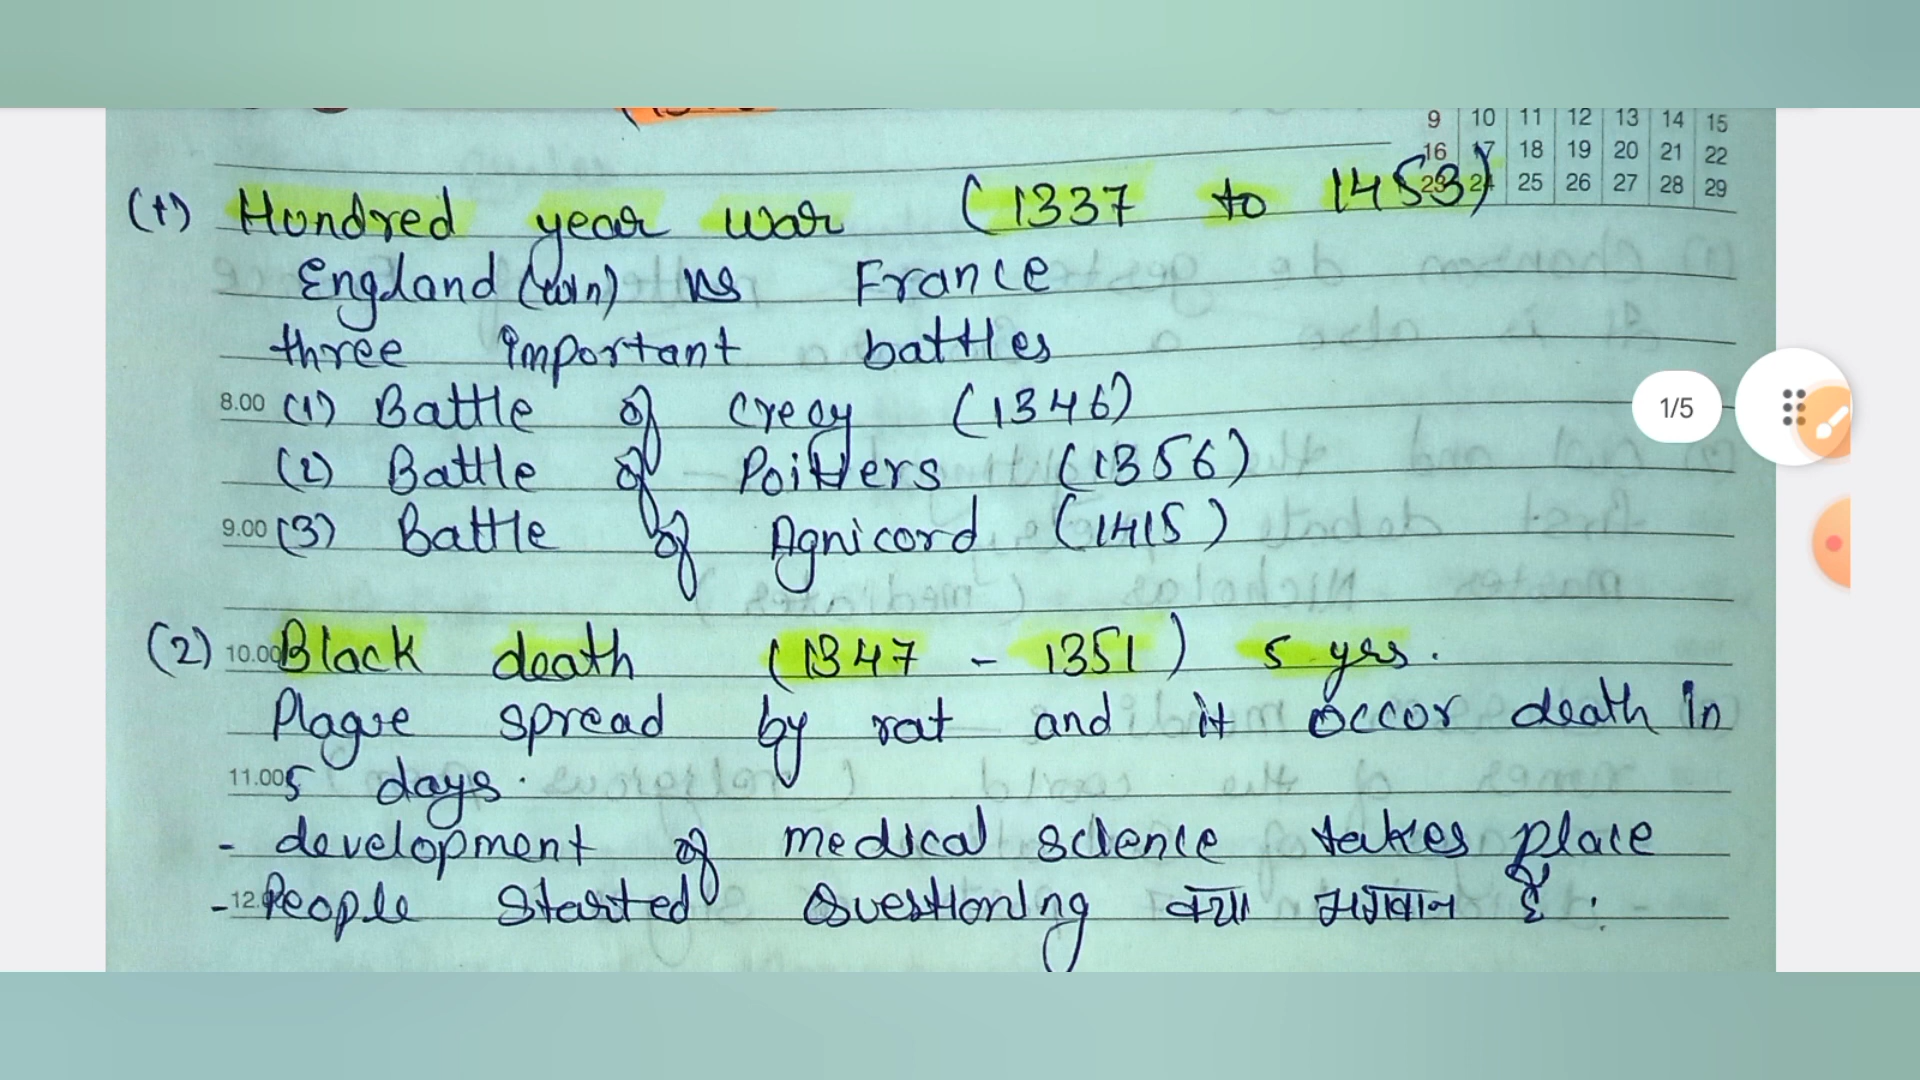 9 10 11 12 13 14 15
16 17 18 19 20 21 22
23 24 25 26 27 28 29
(1) Hundred year war (1337 to 1453)
England (win) vs France
three important battles
8.00 (1) Battle of Crecy (1346)
1/5
(2) Battle of Poitters (1356)
9.00 (3) Battle of Agnicord (1415)
(2) 10.00 Black death (1347 - 1351) 5 yrs.
Plague spread by rat and it occor death in
11.00 5 days.
- development of medical science takes place
- 12. People started Questioning क्या भगवान हैं .